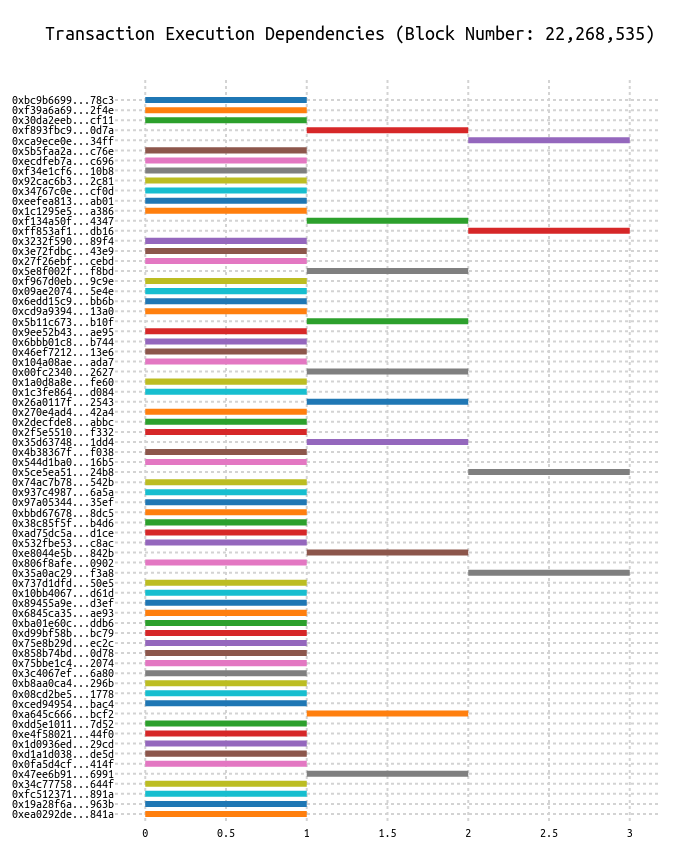 Transaction Execution Dependencies (Block Number: 22,268,535)
0xbc9b6699...78c3
0xf39a6a69...2f4e
0x30da2eeb...cf11
0xf893fbc9...0d7a
0xca9ece0e...34ff
0x5b5faa2a...c76e
0xecdfeb7a...c696
0xf34e1cf6...10b8
0x92cac6b3...2c81
0x34767c0e...cf0d
0xeefea813...ab01
0x1c1295e5...a386
0xf134a50f...4347
0xff853af1...db16
0x3232f590...89f4
0x3e72fdbc...43e9
0x27f26ebf...cebd
0x5e8f002f...f8bd
0xf967d0eb...9c9e
0x09ae2074...5e4e
0x6edd15c9...bb6b
0xcd9a9394...13a0
0x5b11c673...b10f
0x9ee52b43...ae95
0x6bbb01c8...b744
0x46ef7212...13e6
0x104a08ae...ada7
0x00fc2340...2627
0x1a0d8a8e...fe60
0x1c3fe864...d084
0x26a0117f...2543
0x270e4ad4...42a4
0x2decfde8...abbc
0x2f5e5510...f332
0x35d63748...1dd4
0x4b38367f...f038
0x544d1ba0...16b5
0x5ce5ea51...24b8
0x74ac7b78...542b
0x937c4987...6a5a
0x97a05344...35ef
0xbbd67678...8dc5
0x38c85f5f...b4d6
0xad75dc5a...d1ce
0x532fbe53...c8ac
0xe8044e5b...842b
0x806f8afe...0902
0x35a0ac29...f3a8
0x737d1dfd...50e5
0x10bb4067...d61d
0x89455a9e...d3ef
0x6845ca35...ae93
0xba01e60c...ddb6
0xd99bf58b...bc79
0x75e8b29d...ec2c
0x858b74bd...0d78
0x75bbe1c4...2074
0x3c4067ef...6a80
0xb8aa0ca4...296b
0x08cd2be5...1778
0xced94954...bac4
0xa645c666...bcf2
0xdd5e1011...7d52
0xe4f58021...44f0
0x1d0936ed...29cd
0xd1a1d038...de5d
0x0fa5d4cf...414f
0x47ee6b91...6991
0x34c77758...644f
0xfc512371...891a
0x19a28f6a...963b
0xea0292de...841a
0 0.5 1 1.5 2 2.5 3